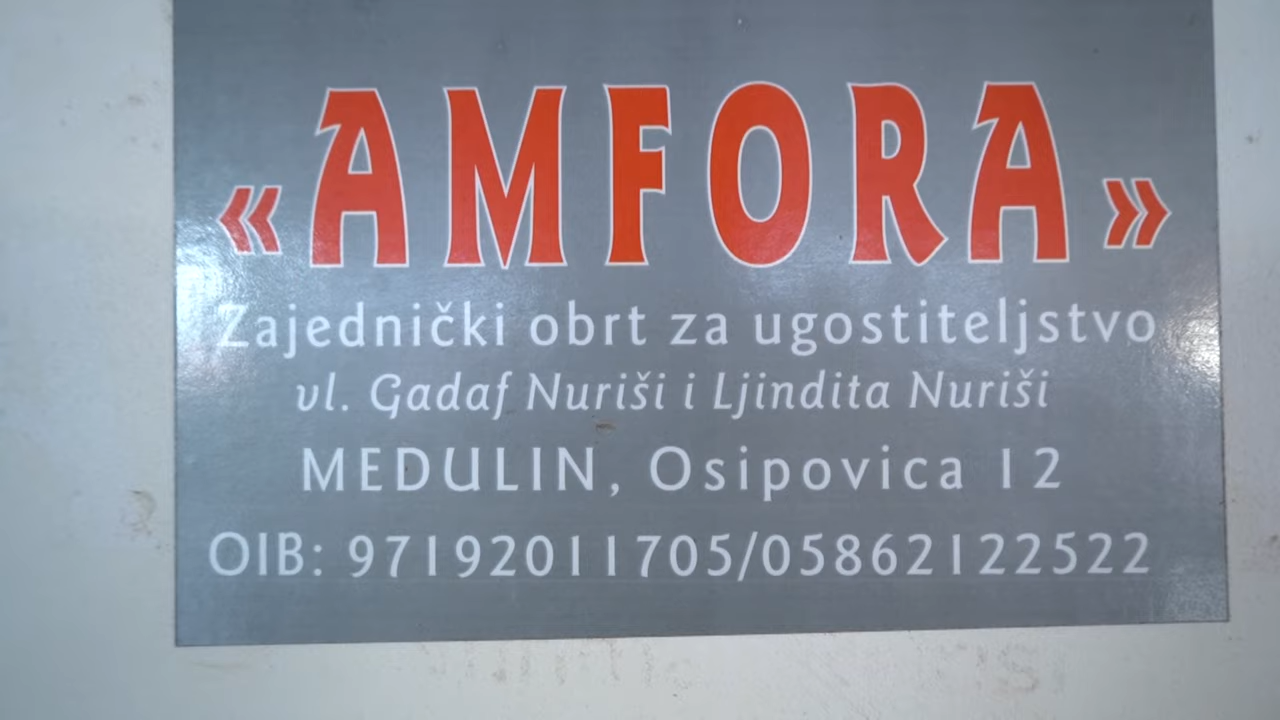 «AMFORA»
Zajednički obrt za ugostiteljstvo
vl. Gadaf Nuriši i Ljindita Nuriši
MEDULIN, Osipovica 12
OIB: 97192011705/05862122522